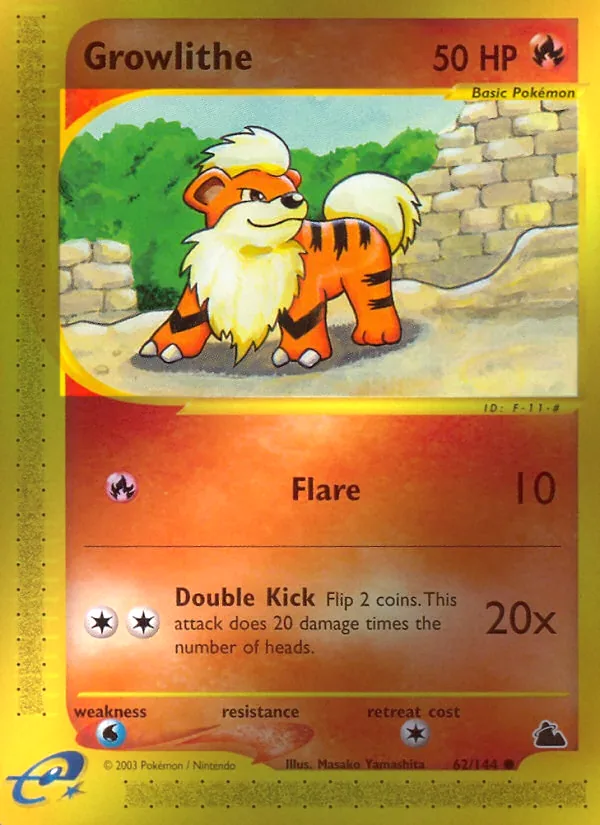 Growlithe 50 HP
Basic Pokémon
ID: F-11-#
Flare 10
Double Kick Flip 2 coins. This
attack does 20 damage times the
number of heads.
20x
weakness resistance retreat cost
© 2003 Pokémon / Nintendo Illus. Masako Yamashita 62/144
e